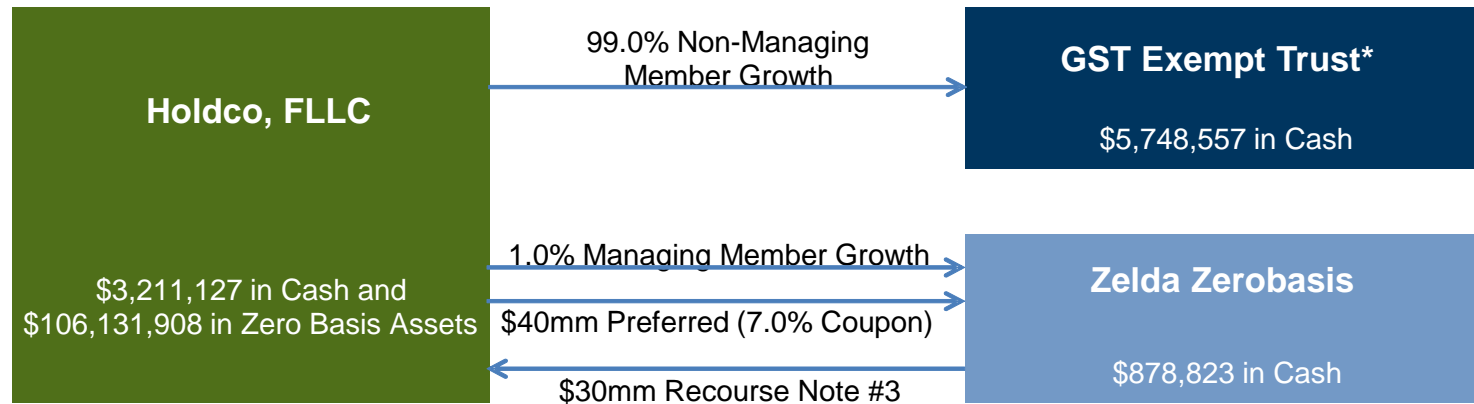 Holdco, FLLC
$3,211,127 in Cash and
$106,131,908 in Zero Basis Assets
99.0% Non-Managing
Member Growth
GST Exempt Trust*
$5,748,557 in Cash
1.0% Managing Member Growth
$40mm Preferred (7.0% Coupon)
$30mm Recourse Note #3
Zelda Zerobasis
$878,823 in Cash